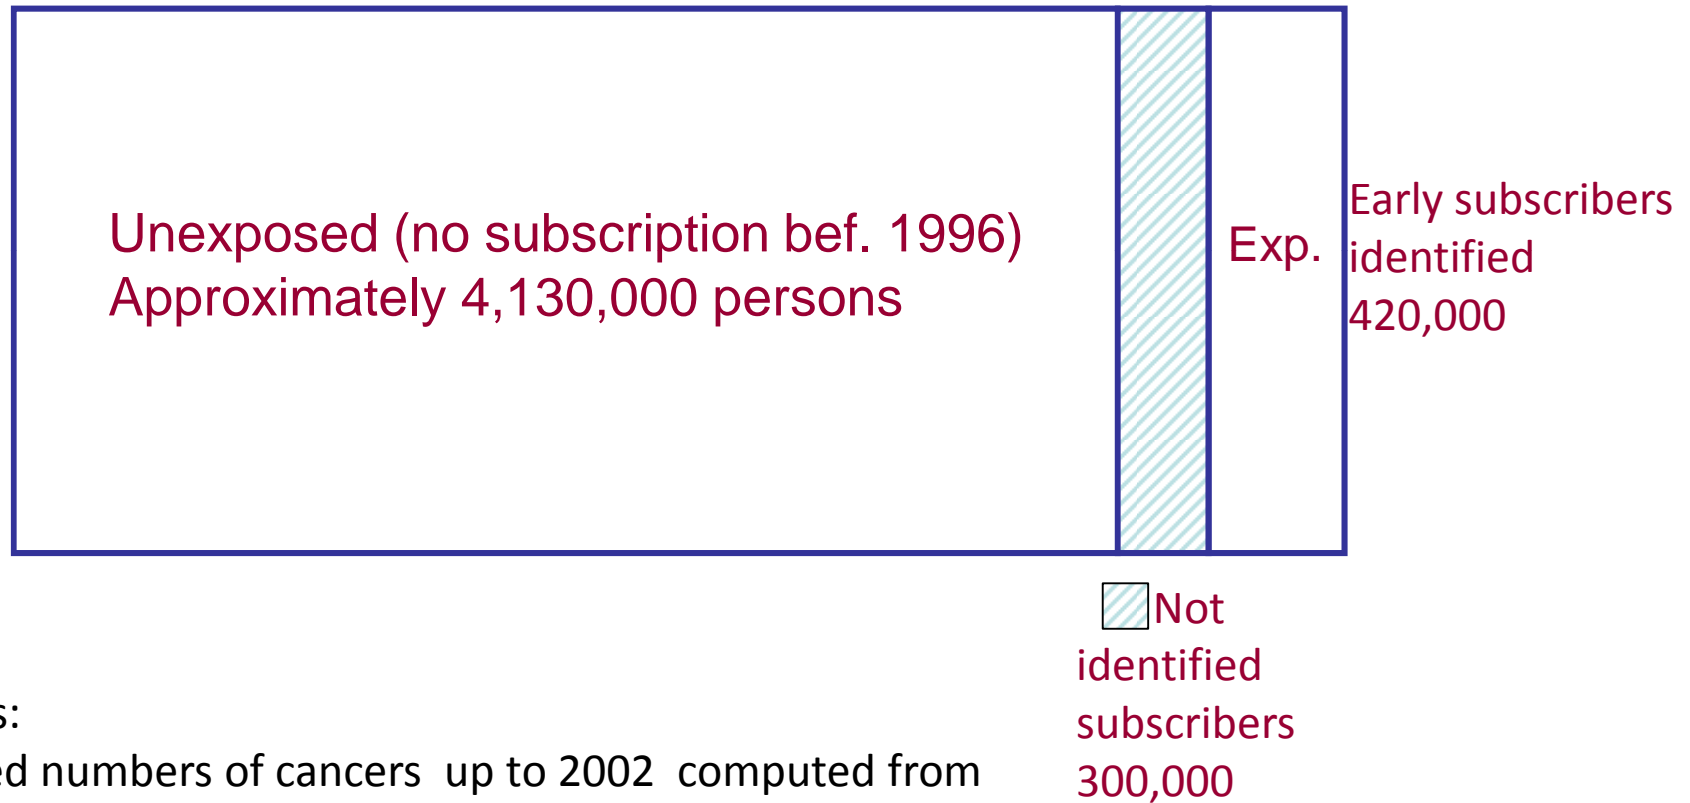 Unexposed (no subscription bef. 1996)
Approximately 4,130,000 persons
Exp.
Early subscribers
identified
420,000
Not
identified
subscribers
300,000
numbers of cancers up to 2002 computed from